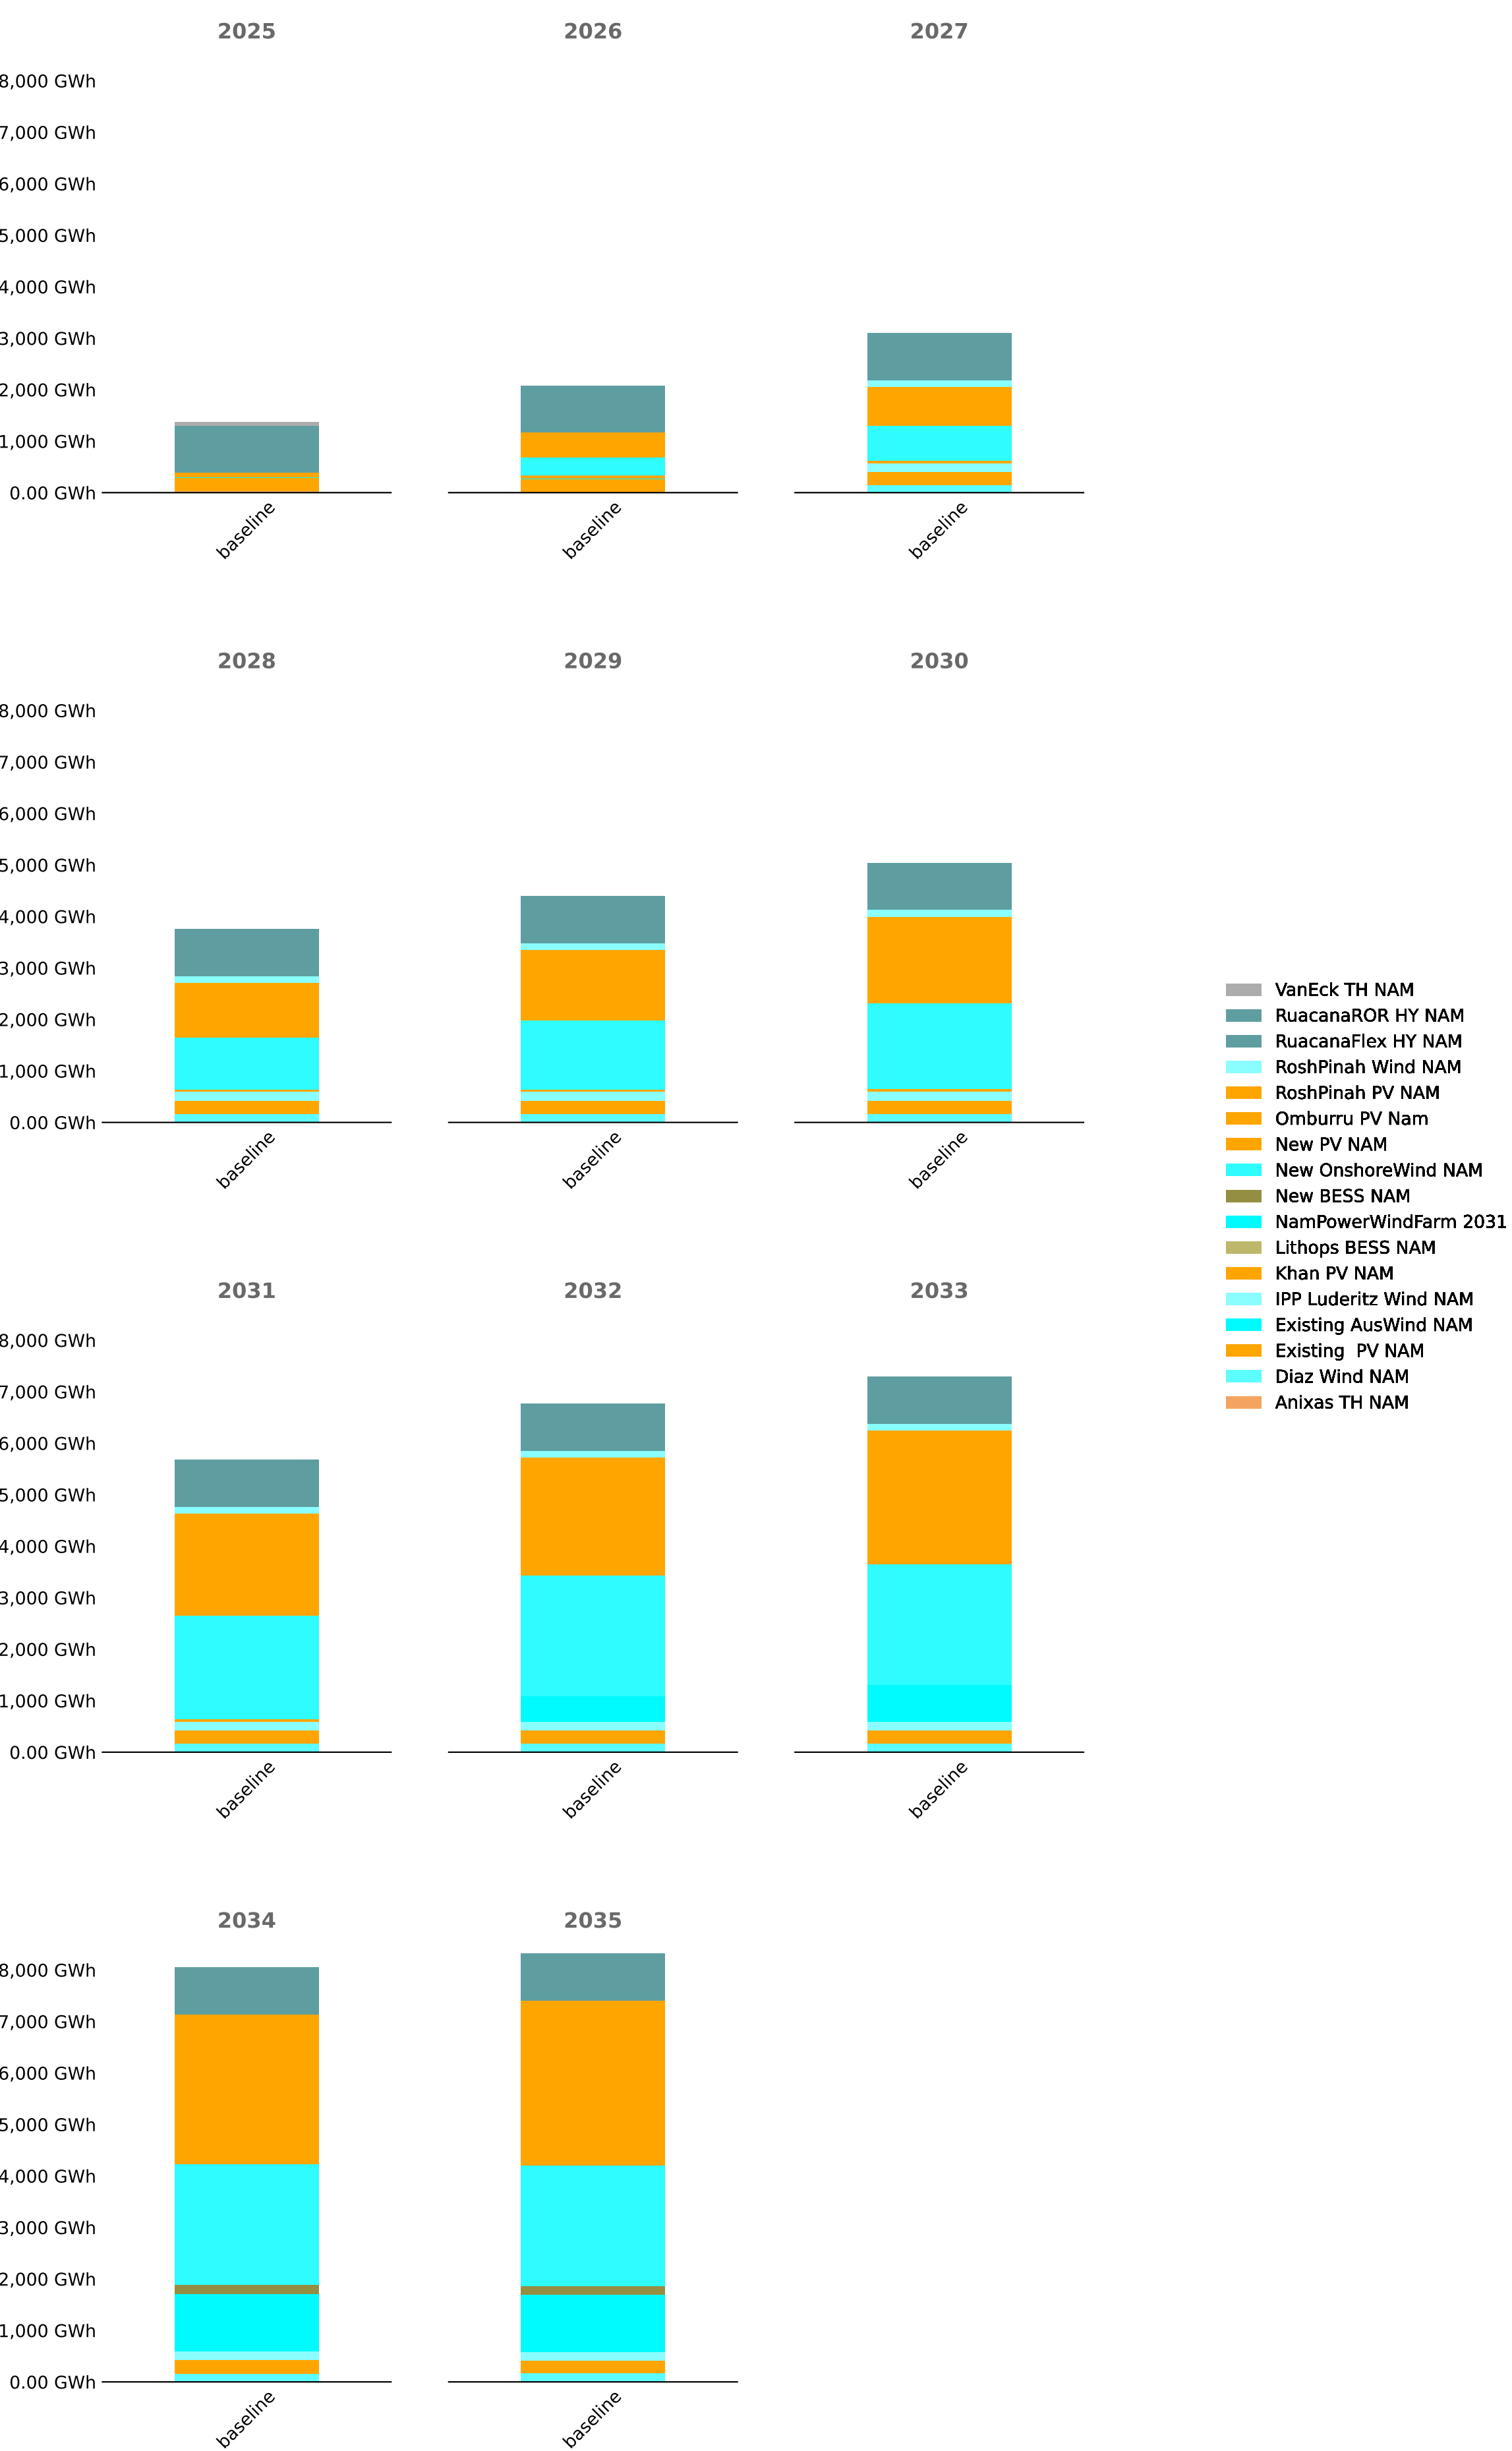 2025 2026 2027
8,000 GWh
7,000 GWh
6,000 GWh
5,000 GWh
4,000 GWh
3,000 GWh
2,000 GWh
1,000 GWh
0.00 GWh
baseline baseline baseline
2028 2029 2030
8,000 GWh
7,000 GWh
6,000 GWh
5,000 GWh
4,000 GWh
3,000 GWh
2,000 GWh
1,000 GWh
0.00 GWh
baseline baseline baseline
2031 2032 2033
8,000 GWh
7,000 GWh
6,000 GWh
5,000 GWh
4,000 GWh
3,000 GWh
2,000 GWh
1,000 GWh
0.00 GWh
baseline baseline baseline
2034 2035
8,000 GWh
7,000 GWh
6,000 GWh
5,000 GWh
4,000 GWh
3,000 GWh
2,000 GWh
1,000 GWh
0.00 GWh
baseline baseline
VanEck TH NAM
RuacanaROR HY NAM
RuacanaFlex HY NAM
RoshPinah Wind NAM
RoshPinah PV NAM
Omburru PV Nam
New PV NAM
New OnshoreWind NAM
New BESS NAM
NamPowerWindFarm 2031
Lithops BESS NAM
Khan PV NAM
IPP Luderitz Wind NAM
Existing AusWind NAM
Existing  PV NAM
Diaz Wind NAM
Anixas TH NAM